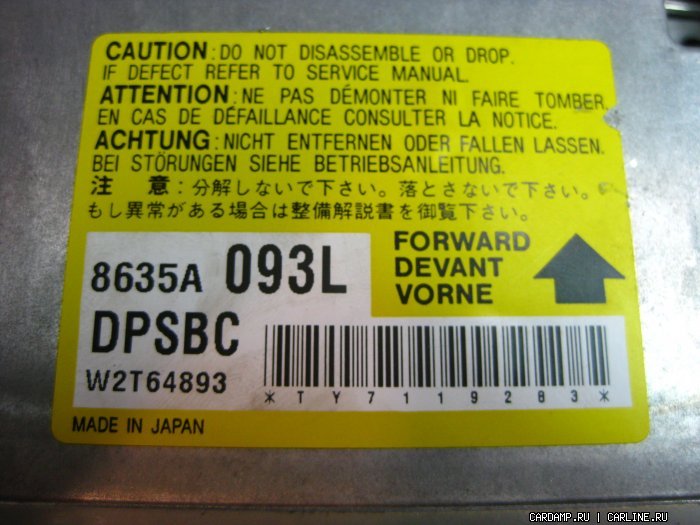 CAUTION : DO NOT DISASSEMBLE OR DROP.
IF DEFECT REFER TO SERVICE MANUAL.
ATTENTION : NE PAS DÉMONTER NI FAIRE TOMBER.
EN CAS DE DÉFAILLANCE CONSULTER LA NOTICE.
ACHTUNG : NICHT ENTFERNEN ODER FALLEN LASSEN.
BEI STÖRUNGEN SIEHE BETRIEBSANLEITUNG.
注 意：分解しないで下さい。落とさないで下さい。
もし異常がある場合は整備解説書を御覧下さい。
8635A 093L
DPSBC
W2T64893
FORWARD
DEVANT
VORNE
*TY7119283*
MADE IN JAPAN
CARDAMP.RU | CARLINE.RU